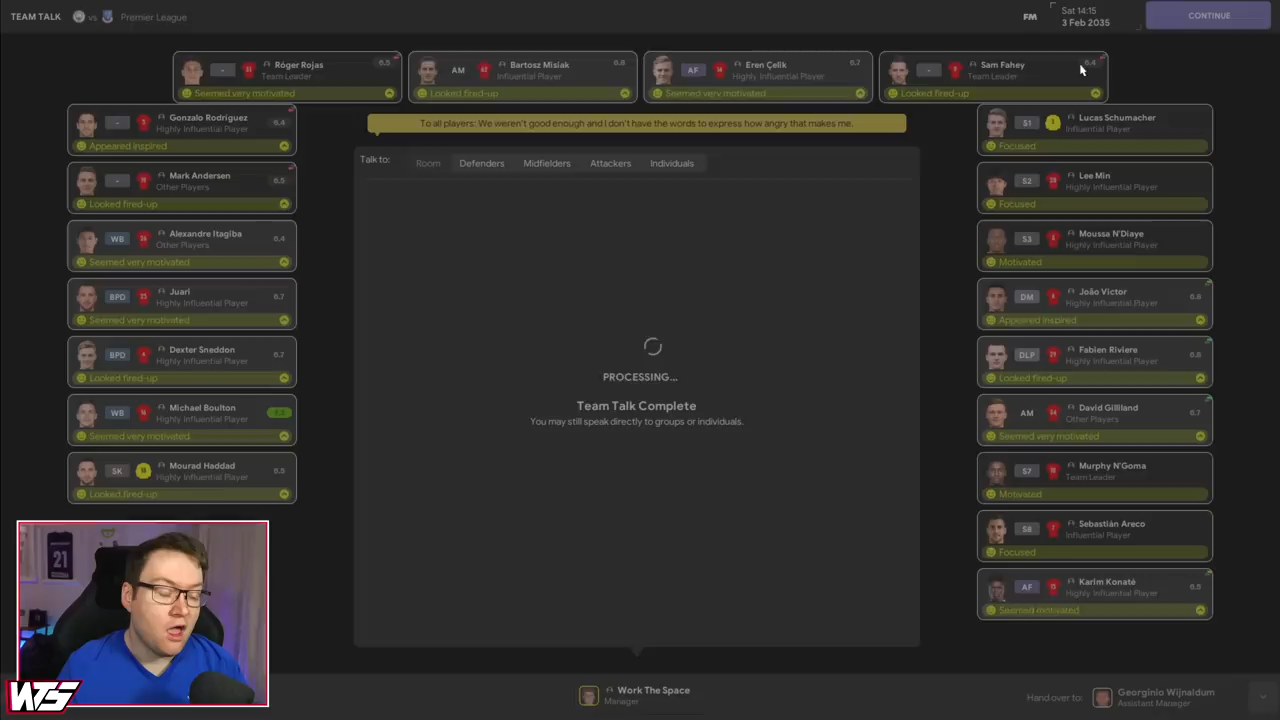 TEAM TALK
vs
Premier League
FM
Sat 14:15
3 Feb 2035
CONTINUE
- Róger Rojas 6.5
Team Leader
Seemed very motivated
AM Bartosz Misiak 6.8
Influential Player
Looked fired-up
AF Eren Çelik 6.7
Highly Influential Player
Seemed very motivated
- Sam Fahey 6.4
Team Leader
Looked fired-up
- Gonzalo Rodríguez 6.4
Appeared inspired
- Mark Andersen 6.5
Other Players
Looked fired-up
WB Alexandre Itagiba 6.4
Other Players
Seemed very motivated
BPD Juari 6.7
Highly Influential Player
Seemed very motivated
BPD Dexter Sneddon 6.7
Highly Influential Player
Looked fired-up
WB Michael Boulton
Highly Influential Player
Seemed very motivated
SK Mourad Haddad 6.5
Highly Influential Player
Looked fired-up
To all players: We weren't good enough and I don't have the words to express how angry that makes me.
Talk to: Room Defenders Midfielders Attackers Individuals
PROCESSING...
Team Talk Complete
You may still speak directly to groups or individuals.
S1 Lucas Schumacher
Influential Player
Focused
S2 Lee Min
Highly Influential Player
Focused
S3 Moussa N'Diaye
Highly Influential Player
Motivated
DM João Victor 6.8
Highly Influential Player
Appeared inspired
DLP Fabien Riviere
Highly Influential Player
Looked fired-up
AM David Gilliland 6.7
Other Players
Seemed very motivated
S7 Murphy N'Goma
Team Leader
Motivated
S8 Sebastián Areco
Influential Player
Focused
AF Karim Konaté
Highly Influential Player
Seemed motivated
21
WTS
Work The Space
Manager
Hand over to: Georginio Wijnaldum
Assistant Manager